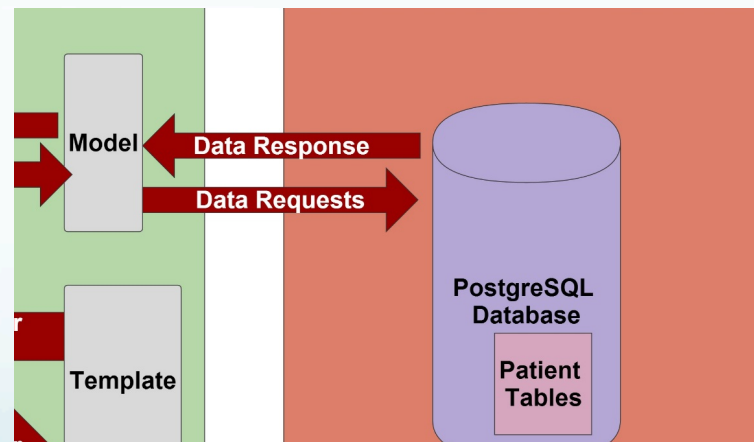 Model
Data Response
Data Requests
PostgreSQL
Database
Patient
Tables
Template